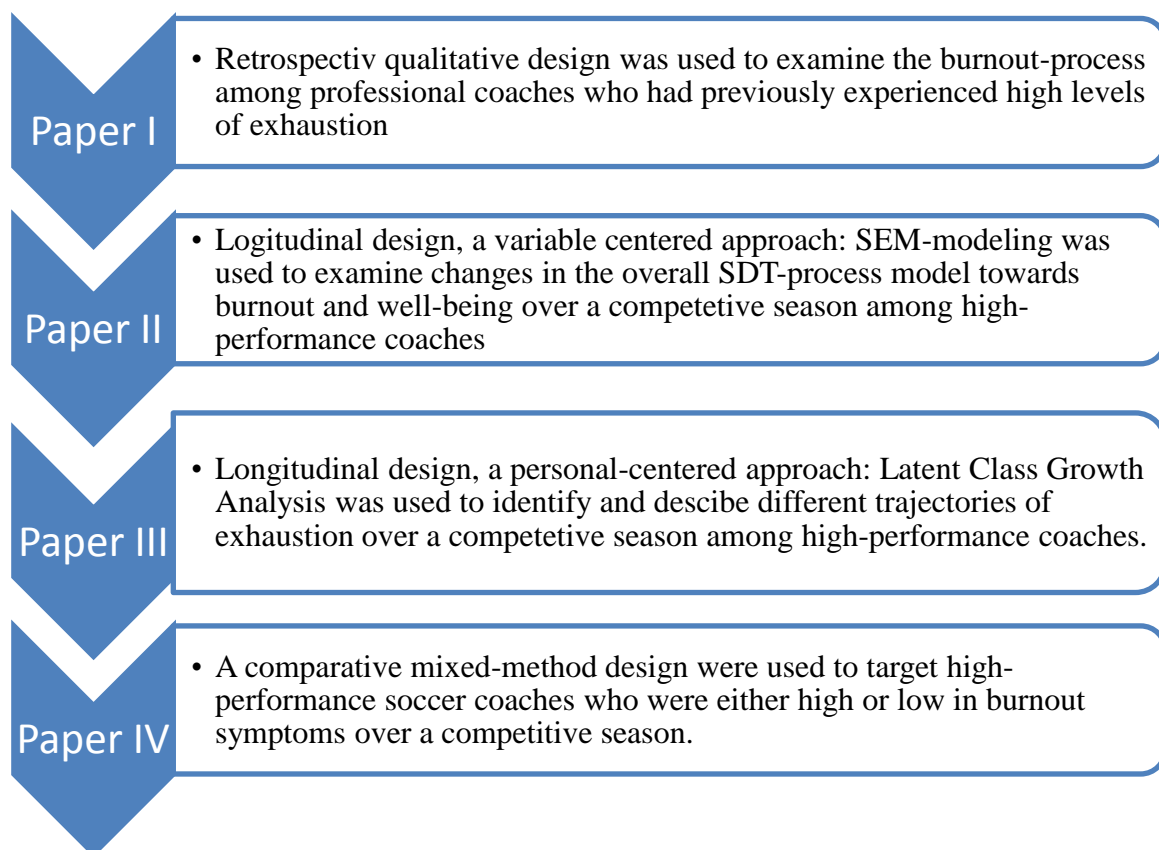 Paper I
• Retrospectiv qualitative design was used to examine the burnout-process
among professional coaches who had previously experienced high levels
of exhaustion
Paper II
• Logitudinal design, a variable centered approach: SEM-modeling was
used to examine changes in the overall SDT-process model towards
burnout and well-being over a competetive season among high-
performance coaches
Paper III
• Longitudinal design, a personal-centered approach: Latent Class Growth
Analysis was used to identify and descibe different trajectories of
exhaustion over a competetive season among high-performance coaches.
Paper IV
• A comparative mixed-method design were used to target high-
performance soccer coaches who were either high or low in burnout
symptoms over a competitive season.